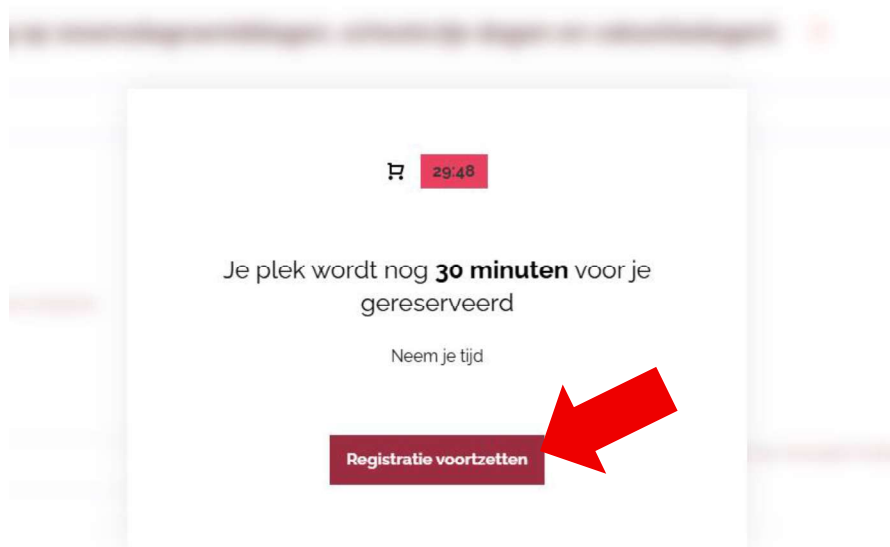 29:48
Je plek wordt nog 30 minuten voor je
gereserveerd
Neem je tijd
Registratie voortzetten